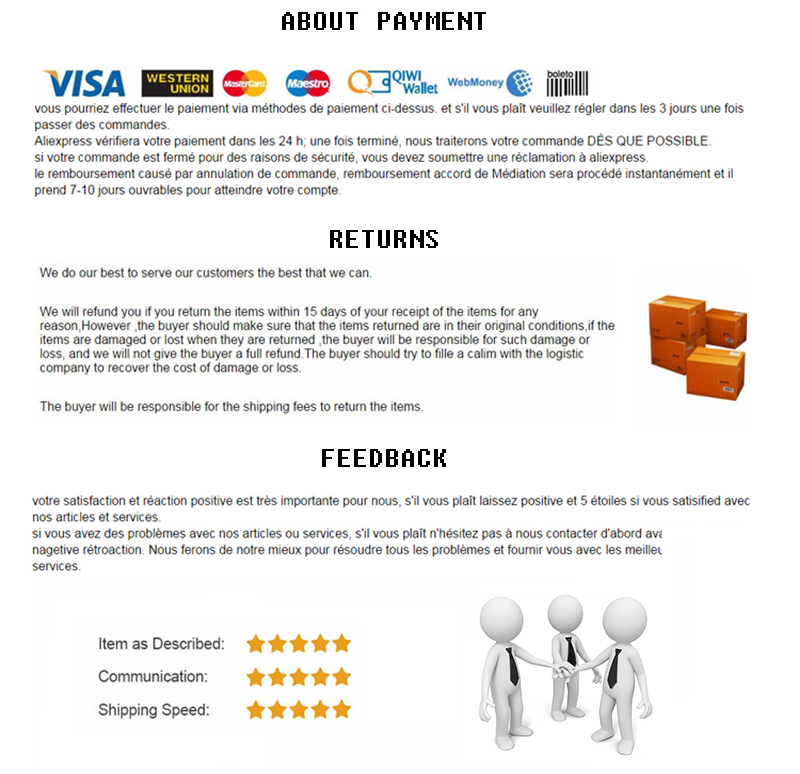 ABOUT PAYMENT
VISA WESTERN UNION MasterCard Maestro QIWI Wallet WebMoney boleto
vous pourriez effectuer le paiement via méthodes de paiement ci-dessus. et s'il vous plaît veuillez régler dans les 3 jours une fois
passer des commandes.
Aliexpress vérifiera votre paiement dans les 24 h; une fois terminé, nous traiterons votre commande DÈS QUE POSSIBLE.
si votre commande est fermé pour des raisons de sécurité, vous devez soumettre une réclamation à aliexpress.
le remboursement causé par annulation de commande, remboursement accord de Médiation sera procédé instantanément et il
prend 7-10 jours ouvrables pour atteindre votre compte.
RETURNS
We do our best to serve our customers the best that we can.
We will refund you if you return the items within 15 days of your receipt of the items for any
reason,However ,the buyer should make sure that the items returned are in their original conditions,if the
items are damaged or lost when they are returned ,the buyer will be responsible for such damage or
loss, and we will not give the buyer a full refund.The buyer should try to fille a calim with the logistic
company to recover the cost of damage or loss.
The buyer will be responsible for the shipping fees to return the items.
FEEDBACK
votre satisfaction et réaction positive est très importante pour nous, s'il vous plaît laissez positive et 5 étoiles si vous satisified avec
nos articles et services.
si vous avez des problèmes avec nos articles ou services, s'il vous plaît n'hésitez pas à nous contacter d'abord ava
nagetive rétroaction. Nous ferons de notre mieux pour résoudre tous les problèmes et fournir vous avec les meilleu
services.
Item as Described:
Communication:
Shipping Speed: